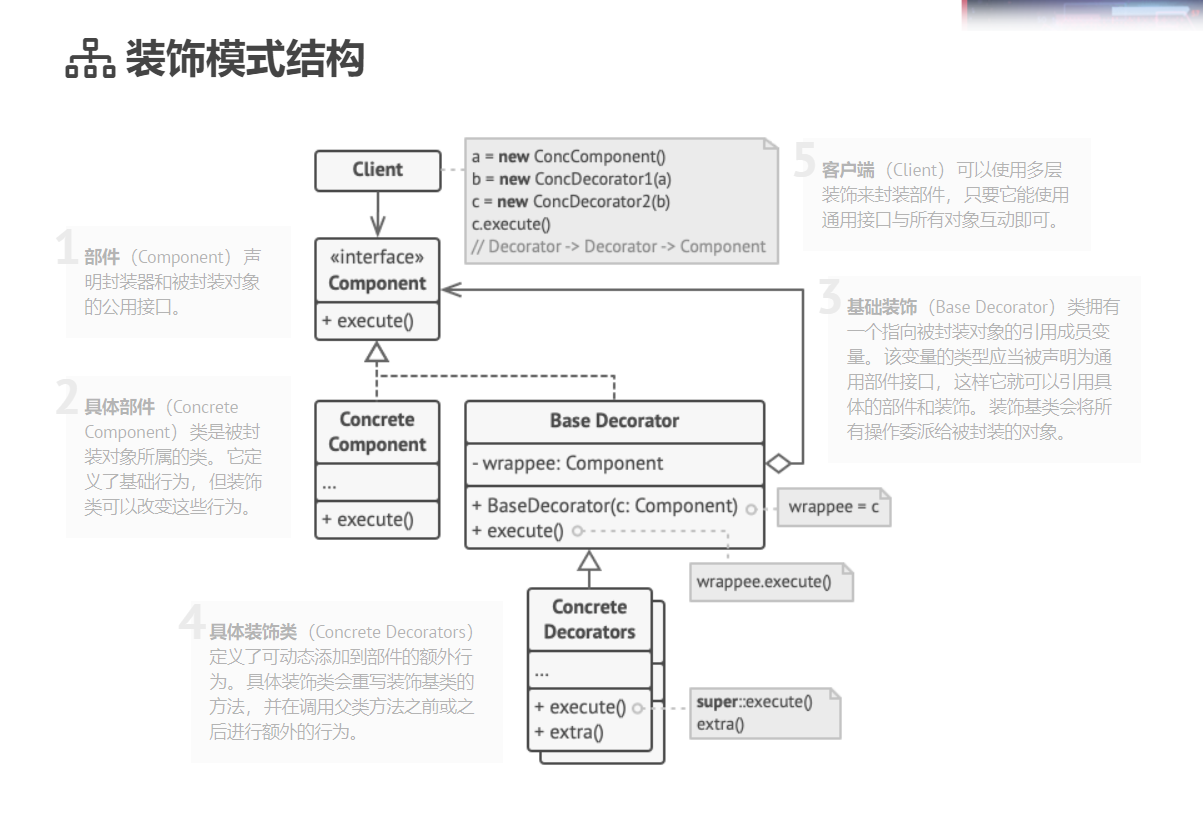 装饰模式结构
Client
a = new ConcComponent()
b = new ConcDecorator1(a)
c = new ConcDecorator2(b)
c.execute()
// Decorator -> Decorator -> Component
5
客户端（Client）可以使用多层
装饰来封装部件，只要它能使用
通用接口与所有对象互动即可。
1
部件（Component）声
明封装器和被封装对象
的公用接口。
«interface»
Component
+ execute()
3
基础装饰（Base Decorator）类拥有
一个指向被封装对象的引用成员变
量。该变量的类型应当被声明为通
用部件接口，这样它就可以引用具
体的部件和装饰。装饰基类会将所
有操作委派给被封装的对象。
2
具体部件（Concrete
Component）类是被封
装对象所属的类。它定
义了基础行为，但装饰
类可以改变这些行为。
Concrete
Component
...
+ execute()
Base Decorator
- wrappee: Component
+ BaseDecorator(c: Component)
+ execute()
wrappee = c
wrappee.execute()
4
具体装饰类（Concrete Decorators）
定义了可动态添加到部件的额外行
为。具体装饰类会重写装饰基类的
方法，并在调用父类方法之前或之
后进行额外的行为。
Concrete
Decorators
...
+ execute()
+ extra()
super::execute()
extra()